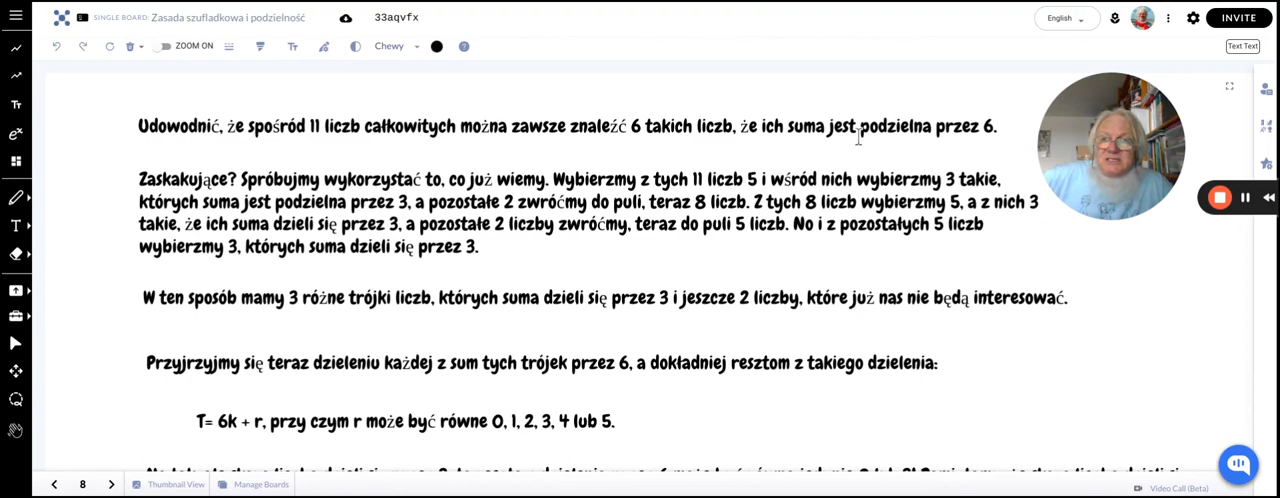 SINGLE BOARD: Zasada szufladkowa i podzielność
33aqvfx
English
INVITE
ZOOM ON
Tr
Chewy
Text Text
Tr
Udowodnić, że spośród 11 liczb całkowitych można zawsze znaleźć 6 takich liczb, że ich suma jest podzielna przez 6.
Zaskakujące? Spróbujmy wykorzystać to, co już wiemy. Wybierzmy z tych 11 liczb 5 i wśród nich wybierzmy 3 takie,
których suma jest podzielna przez 3, a pozostałe 2 zwróćmy do puli, teraz 8 liczb. Z tych 8 liczb wybierzmy 5, a z nich 3
takie, że ich suma dzieli się przez 3, a pozostałe 2 liczby zwróćmy, teraz do puli 5 liczb. No i z pozostałych 5 liczb
wybierzmy 3, których suma dzieli się przez 3.
W ten sposób mamy 3 różne trójki liczb, których suma dzieli się przez 3 i jeszcze 2 liczby, które już nas nie będą interesować.
Przyjrzyjmy się teraz dzieleniu każdej z sum tych trójek przez 6, a dokładniej resztom z takiego dzielenia:
T= 6k + r, przy czym r może być równe 0, 1, 2, 3, 4 lub 5.
8
Thumbnail View
Manage Boards
Video Call (Beta)